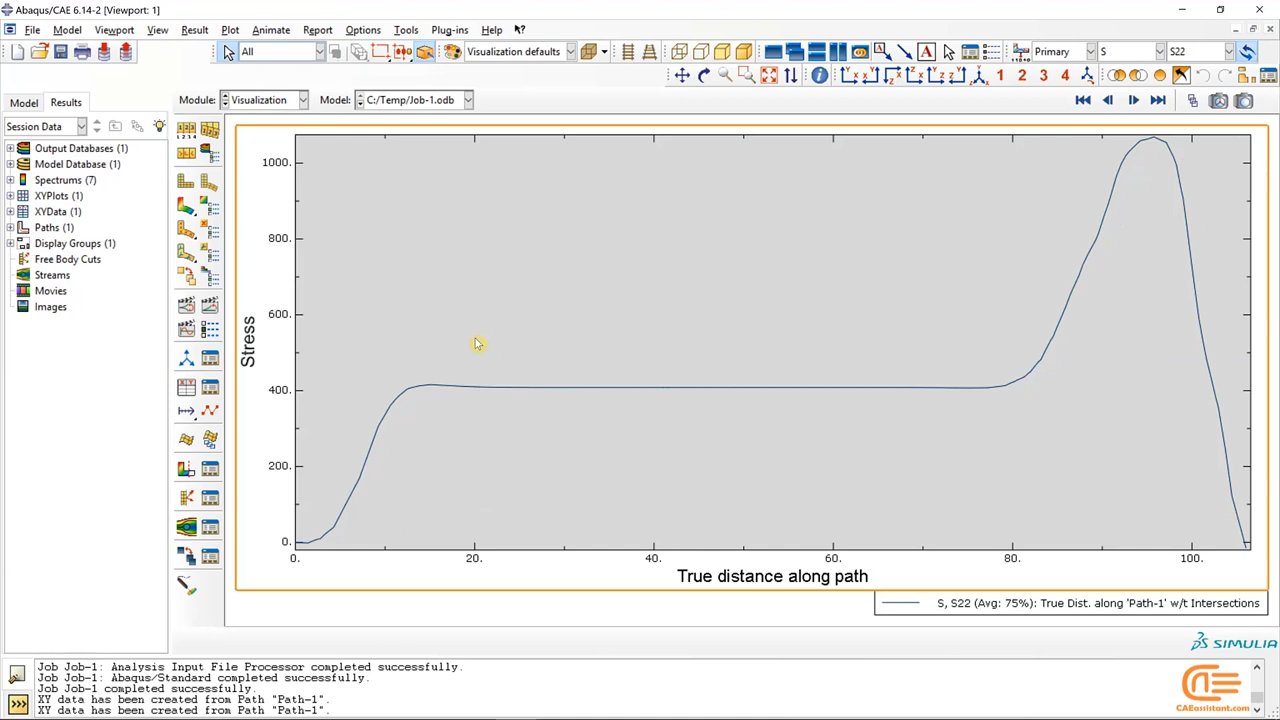 Abaqus/CAE 6.14-2 [Viewport: 1]
File Model Viewport View Result Plot Animate Report Options Tools Plug-ins Help
All Visualization defaults Primary S S22
1 2 3 4
Model Results Module: Visualization Model: C:/Temp/Job-1.odb
Session Data
Output Databases (1)
Model Database (1)
Spectrums (7)
XYPlots (1)
XYData (1)
Paths (1)
Display Groups (1)
Free Body Cuts
Streams
Movies
Images
1000.
800.
600.
400.
200.
0.
Stress
0. 20. 40. 60. 80. 100.
True distance along path
S, S22 (Avg: 75%): True Dist. along 'Path-1' w/t Intersections
SIMULIA
Job Job-1: Analysis Input File Processor completed successfully.
Job Job-1: Abaqus/Standard completed successfully.
Job Job-1 completed successfully.
XY data has been created from Path "Path-1".
XY data has been created from Path "Path-1".
CAEassistant.com